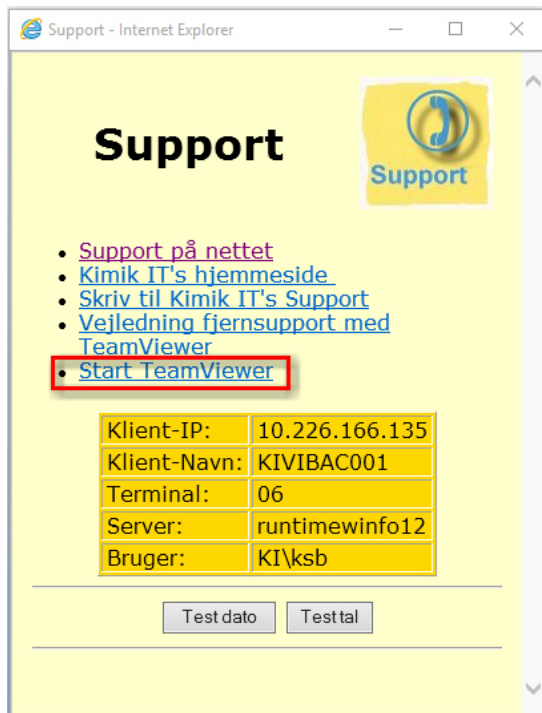 Support - Internet Explorer
Support
Support
Support på nettet
Kimik IT's hjemmeside
Skriv til Kimik IT's Support
Vejledning fjernsupport med
TeamViewer
Start TeamViewer
Klient-IP: 10.226.166.135
Klient-Navn: KIVIBAC001
Terminal: 06
Server: runtimewinfo12
Bruger: KI\ksb
Test dato Test tal